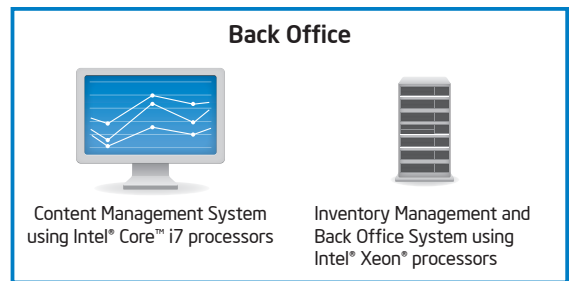 Back Office
Content Management System
using Intel® Core™ i7 processors
Inventory Management and
Back Office System using
Intel® Xeon® processors